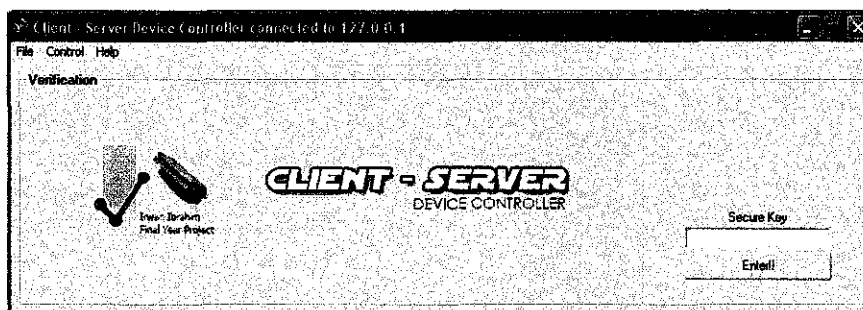 Client - Server Device Controller connected to 127.0.0.1
File Control Help
Verification
CLIENT - SERVER
DEVICE CONTROLLER
Irwan Ibrahim
Final Year Project
Secure Key
Enter!!